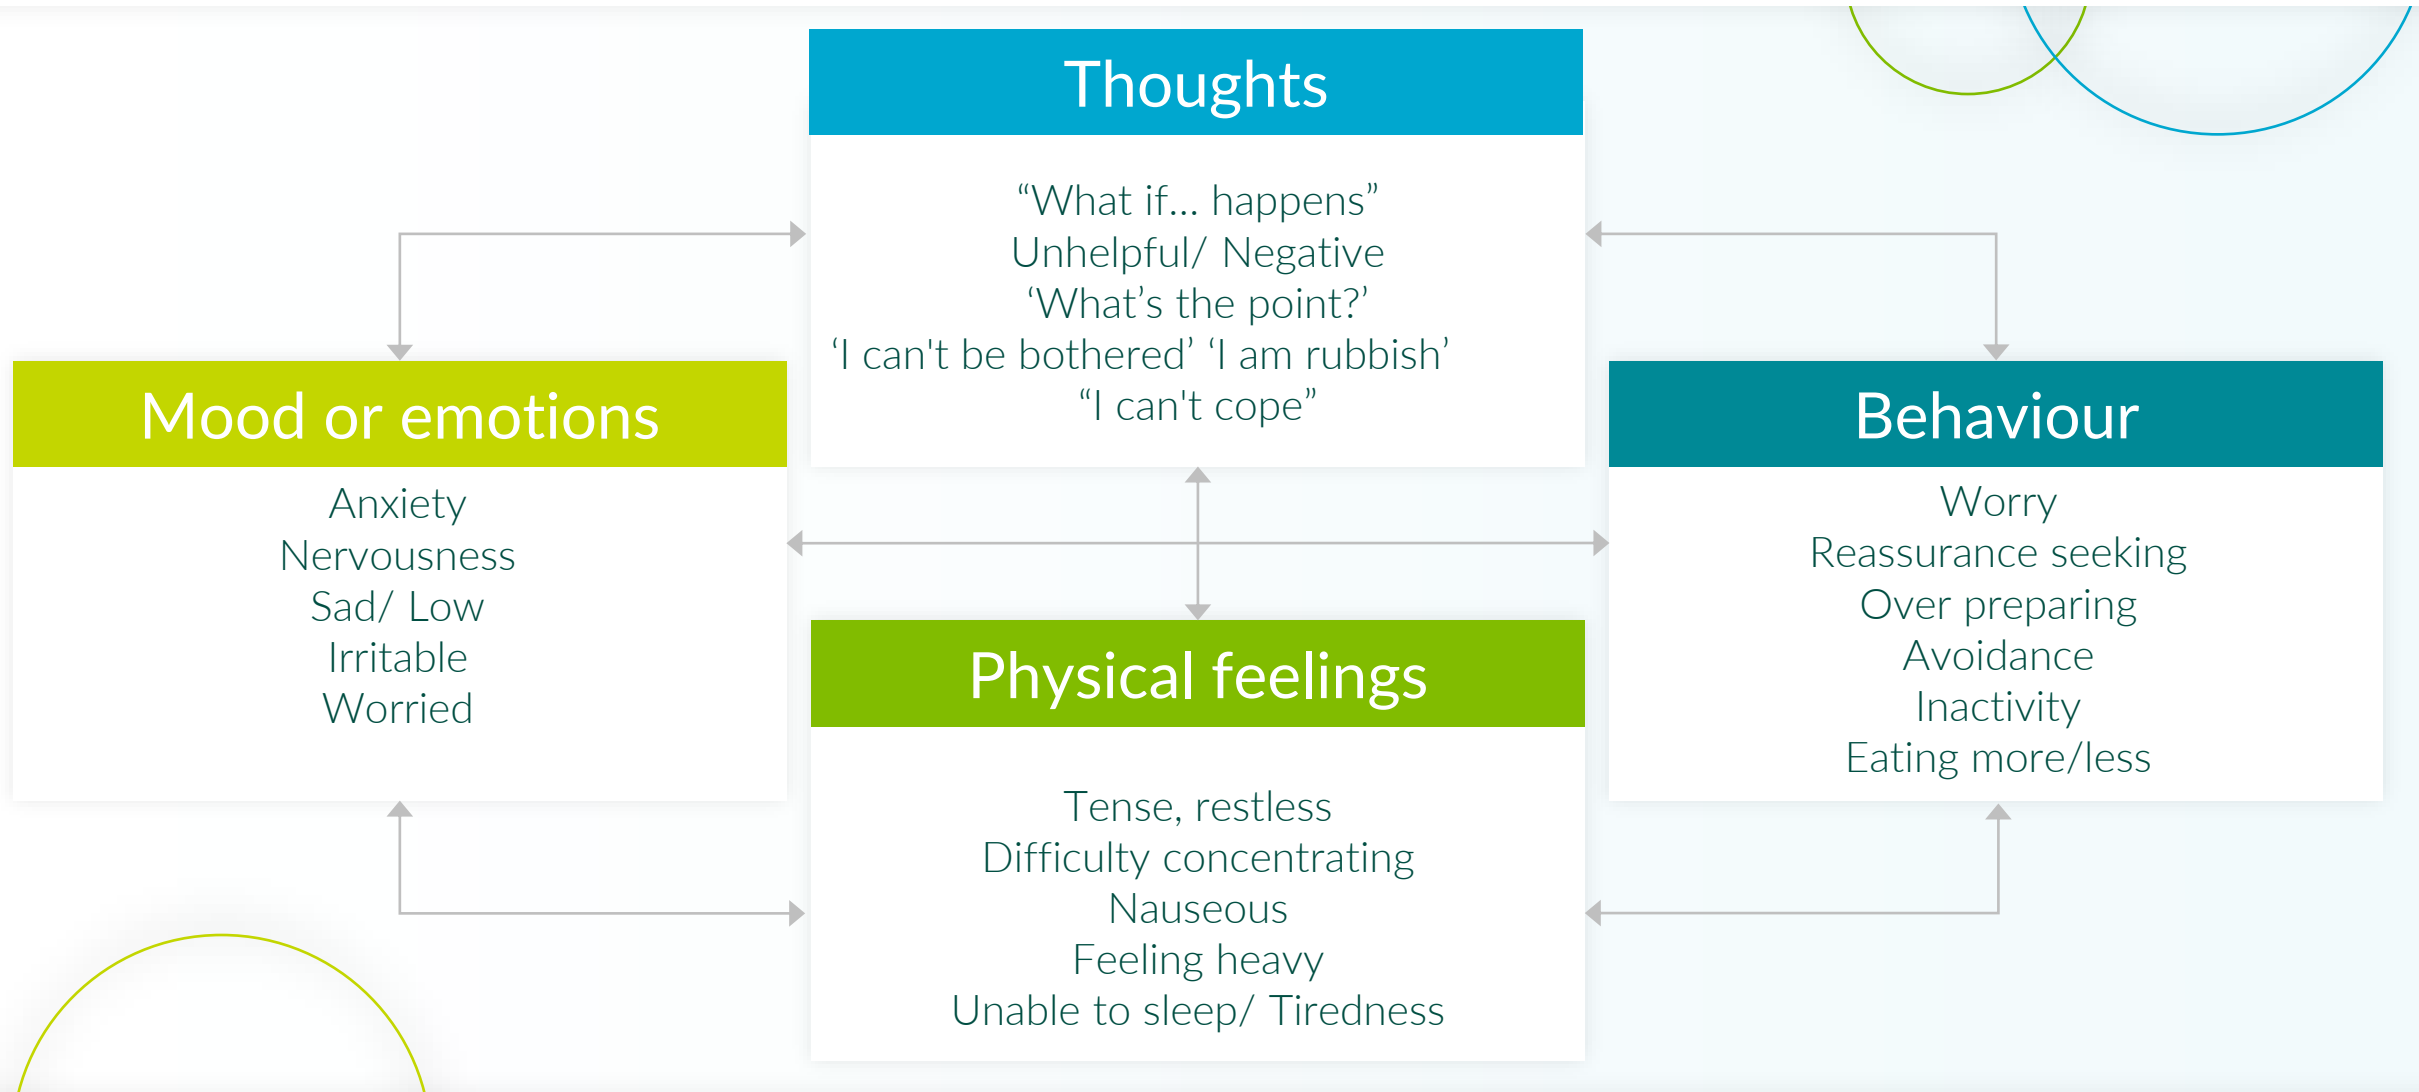 Thoughts
“What if... happens”
Unhelpful/ Negative
‘What’s the point?’
‘I can't be bothered’ ‘I am rubbish’
“I can't cope”
Mood or emotions
Anxiety
Nervousness
Sad/ Low
Irritable
Worried
Behaviour
Worry
Reassurance seeking
Over preparing
Avoidance
Inactivity
Eating more/less
Physical feelings
Tense, restless
Difficulty concentrating
Nauseous
Feeling heavy
Unable to sleep/ Tiredness